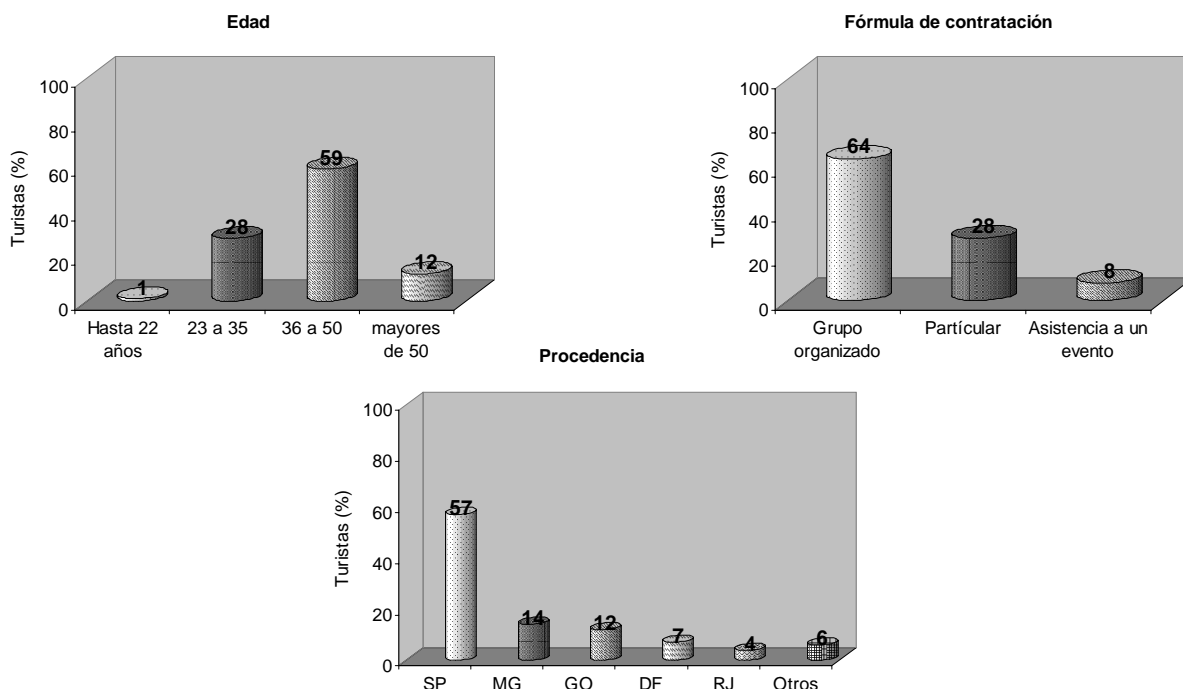 Edad
Turistas (%)
100
80
60
40
20
0
1
28
59
12
Hasta 22 años
23 a 35
36 a 50
mayores de 50
Fórmula de contratación
Turistas (%)
100
80
60
40
20
0
64
28
8
Grupo organizado
Partícular
Asistencia a un evento
Procedencia
Turistas (%)
100
80
60
40
20
0
57
14
12
7
4
6
SP
MG
GO
DF
RJ
Otros